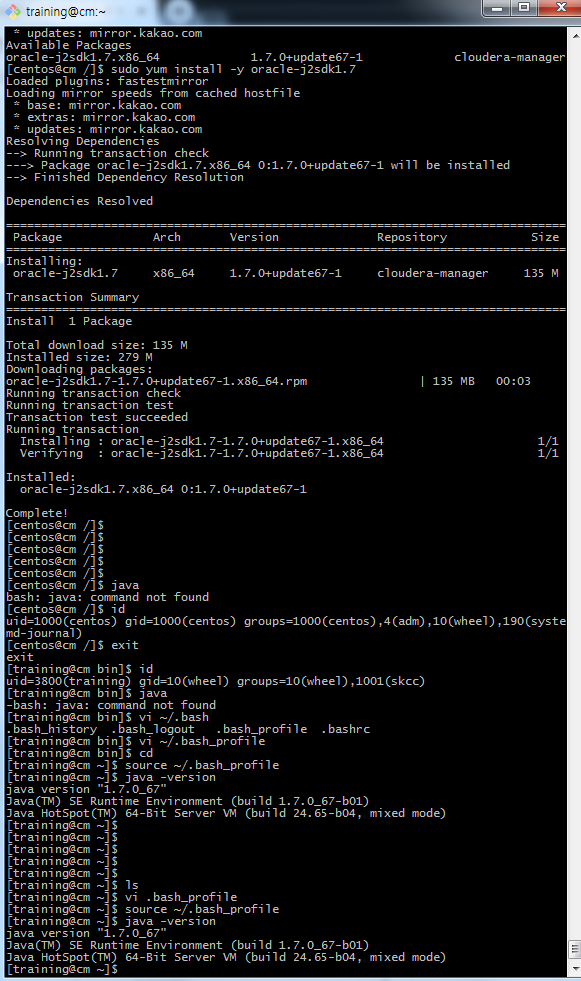 training@cm:~
 * updates: mirror.kakao.com
Available Packages
oracle-j2sdk1.7.x86_64             1.7.0+update67-1             cloudera-manager
[centos@cm /]$ sudo yum install -y oracle-j2sdk1.7
Loaded plugins: fastestmirror
Loading mirror speeds from cached hostfile
 * base: mirror.kakao.com
 * extras: mirror.kakao.com
 * updates: mirror.kakao.com
Resolving Dependencies
--> Running transaction check
---> Package oracle-j2sdk1.7.x86_64 0:1.7.0+update67-1 will be installed
--> Finished Dependency Resolution

Dependencies Resolved

================================================================================
 Package             Arch       Version              Repository            Size
================================================================================
Installing:
 oracle-j2sdk1.7     x86_64     1.7.0+update67-1     cloudera-manager     135 M

Transaction Summary
================================================================================
Install  1 Package

Total download size: 135 M
Installed size: 279 M
Downloading packages:
oracle-j2sdk1.7-1.7.0+update67-1.x86_64.rpm                | 135 MB   00:03
Running transaction check
Running transaction test
Transaction test succeeded
Running transaction
  Installing : oracle-j2sdk1.7-1.7.0+update67-1.x86_64                      1/1
  Verifying  : oracle-j2sdk1.7-1.7.0+update67-1.x86_64                      1/1

Installed:
  oracle-j2sdk1.7.x86_64 0:1.7.0+update67-1

Complete!
[centos@cm /]$
[centos@cm /]$
[centos@cm /]$
[centos@cm /]$
[centos@cm /]$
[centos@cm /]$ java
bash: java: command not found
[centos@cm /]$ id
uid=1000(centos) gid=1000(centos) groups=1000(centos),4(adm),10(wheel),190(syste
md-journal)
[centos@cm /]$ exit
exit
[training@cm bin]$ id
uid=3800(training) gid=10(wheel) groups=10(wheel),1001(skcc)
[training@cm bin]$ java
-bash: java: command not found
[training@cm bin]$ vi ~/.bash
.bash_history  .bash_logout   .bash_profile  .bashrc
[training@cm bin]$ vi ~/.bash_profile
[training@cm bin]$ cd
[training@cm ~]$ source ~/.bash_profile
[training@cm ~]$ java -version
java version "1.7.0_67"
Java(TM) SE Runtime Environment (build 1.7.0_67-b01)
Java HotSpot(TM) 64-Bit Server VM (build 24.65-b04, mixed mode)
[training@cm ~]$
[training@cm ~]$
[training@cm ~]$
[training@cm ~]$
[training@cm ~]$
[training@cm ~]$ ls
[training@cm ~]$ vi .bash_profile
[training@cm ~]$ source ~/.bash_profile
[training@cm ~]$ java -version
java version "1.7.0_67"
Java(TM) SE Runtime Environment (build 1.7.0_67-b01)
Java HotSpot(TM) 64-Bit Server VM (build 24.65-b04, mixed mode)
[training@cm ~]$